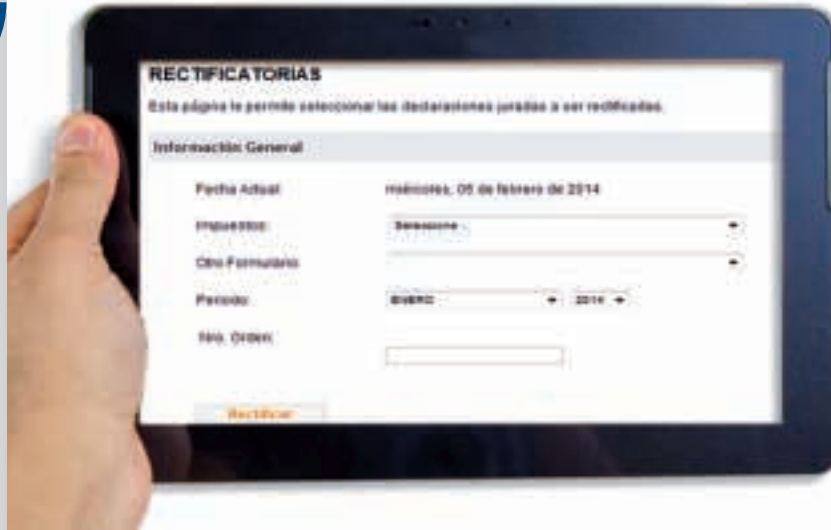 RECTIFICATORIAS
Esta página le permite seleccionar las declaraciones juradas a ser rectificadas.
Información General
Fecha Actual: miércoles, 05 de febrero de 2014
Impuestos: Seleccione
Otro Formulario
Periodo: ENERO 2014
Nro. Orden:
Rectificar